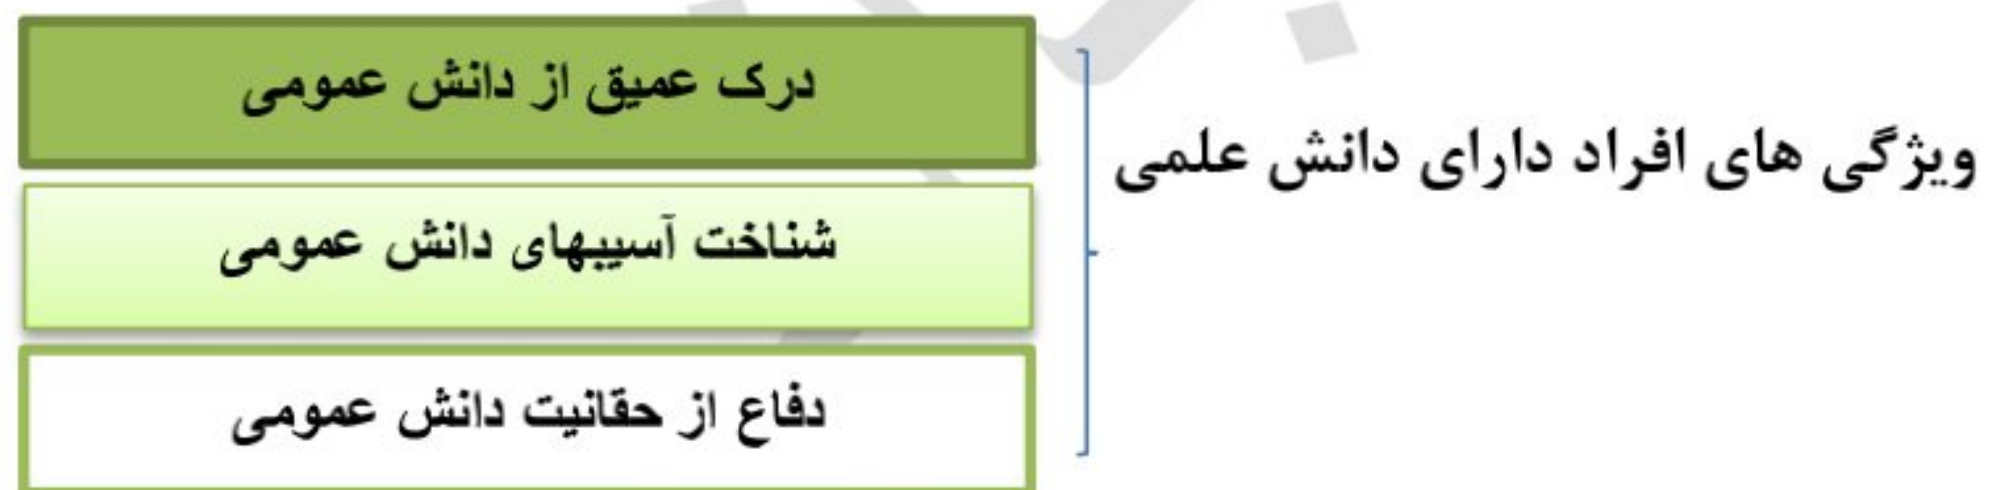 ویژگی های افراد دارای دانش علمی
درک عمیق از دانش عمومی
شناخت آسیبهای دانش عمومی
دفاع از حقانیت دانش عمومی